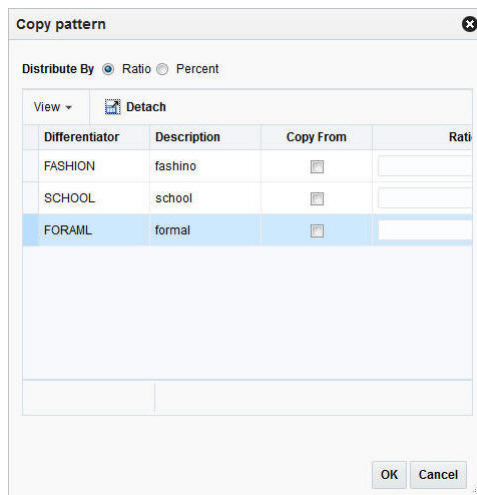 Copy pattern
Distribute By Ratio Percent
View Detach
Differentiator Description Copy From Rati
FASHION fashino
SCHOOL school
FORAML formal
OK Cancel